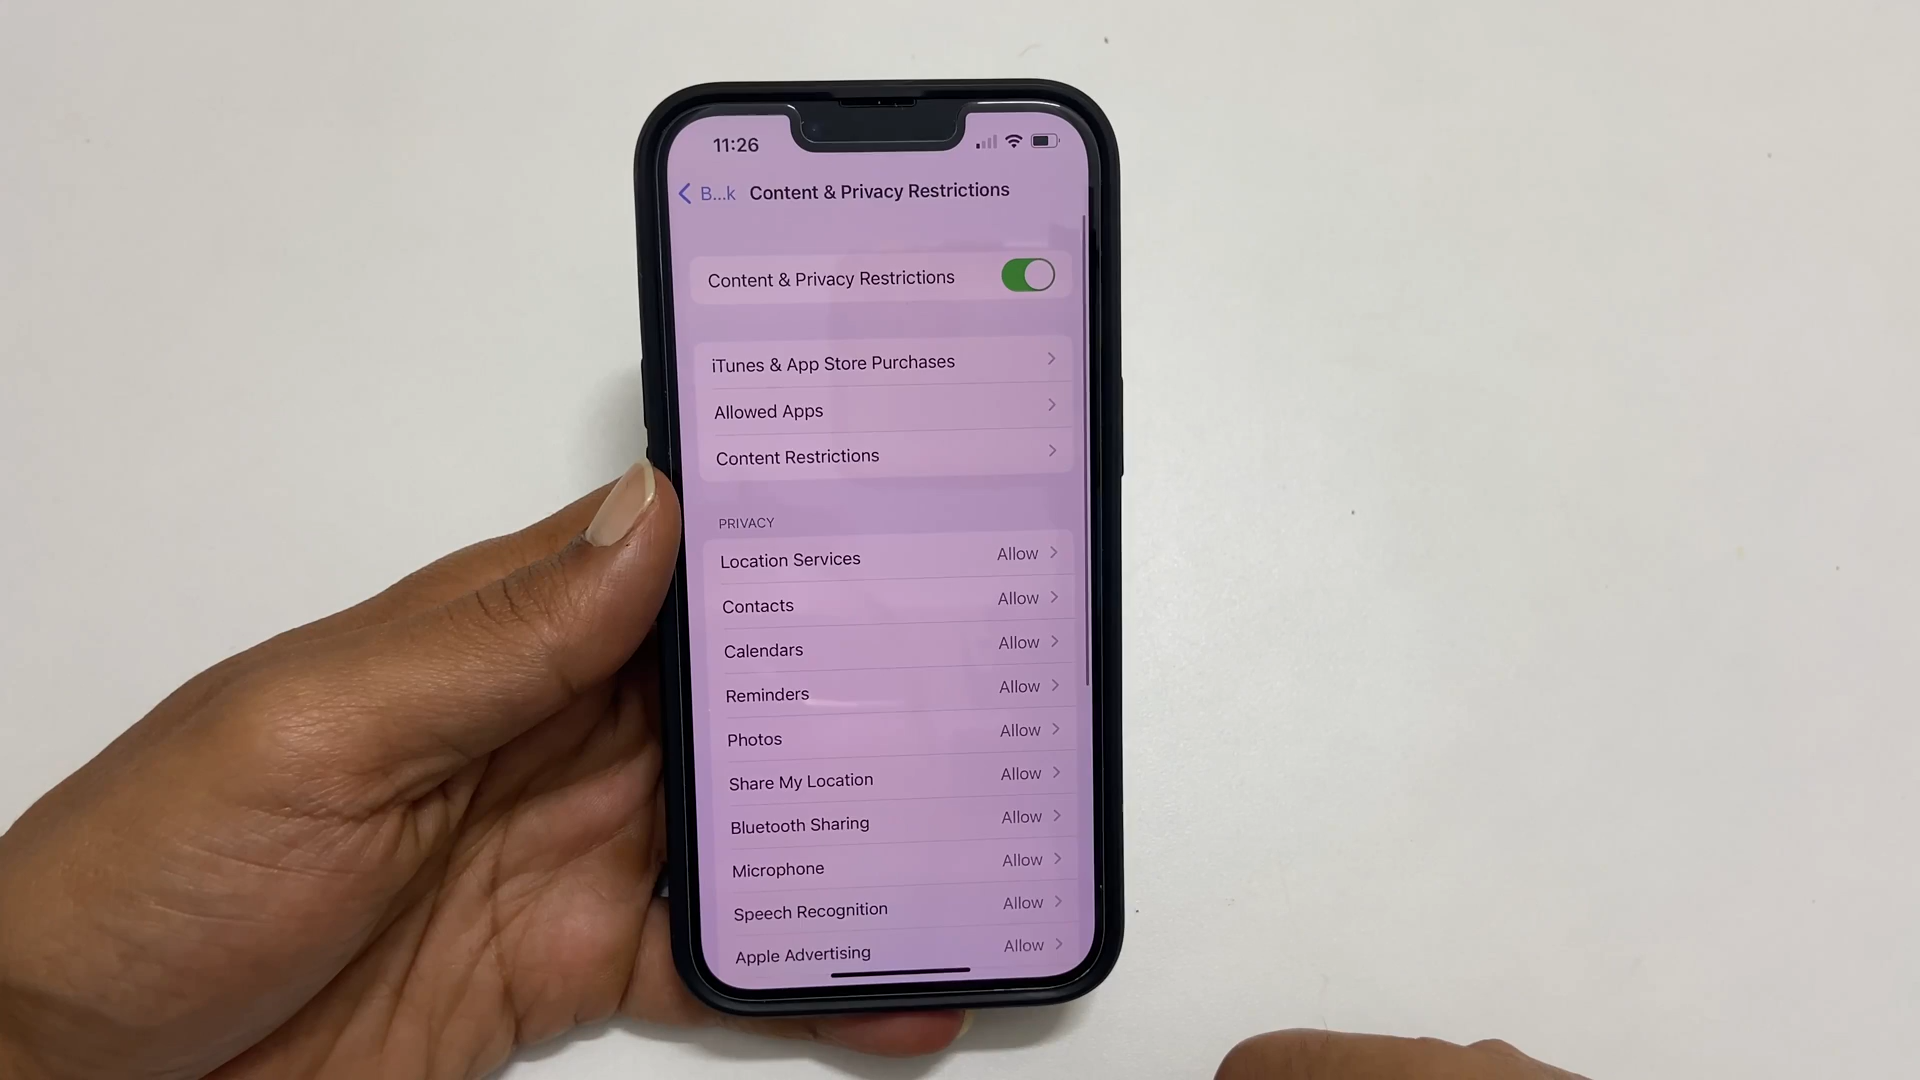 11:26
B...k Content & Privacy Restrictions
Content & Privacy Restrictions
iTunes & App Store Purchases
Allowed Apps
Content Restrictions
PRIVACY
Location Services Allow
Contacts Allow
Calendars Allow
Reminders Allow
Photos Allow
Share My Location Allow
Bluetooth Sharing Allow
Microphone Allow
Speech Recognition Allow
Apple Advertising Allow